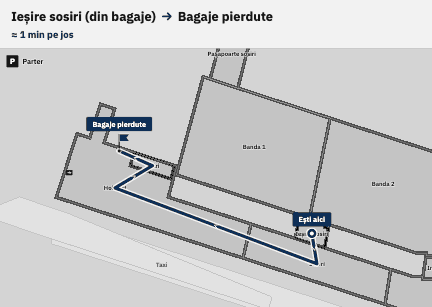 Ieșire sosiri (din bagaje) → Bagaje pierdute
≈ 1 min pe jos
P Parter
Pașapoarte sosiri
Bagaje pierdute
Banda 1
Banda 2
Ești aici
Taxi